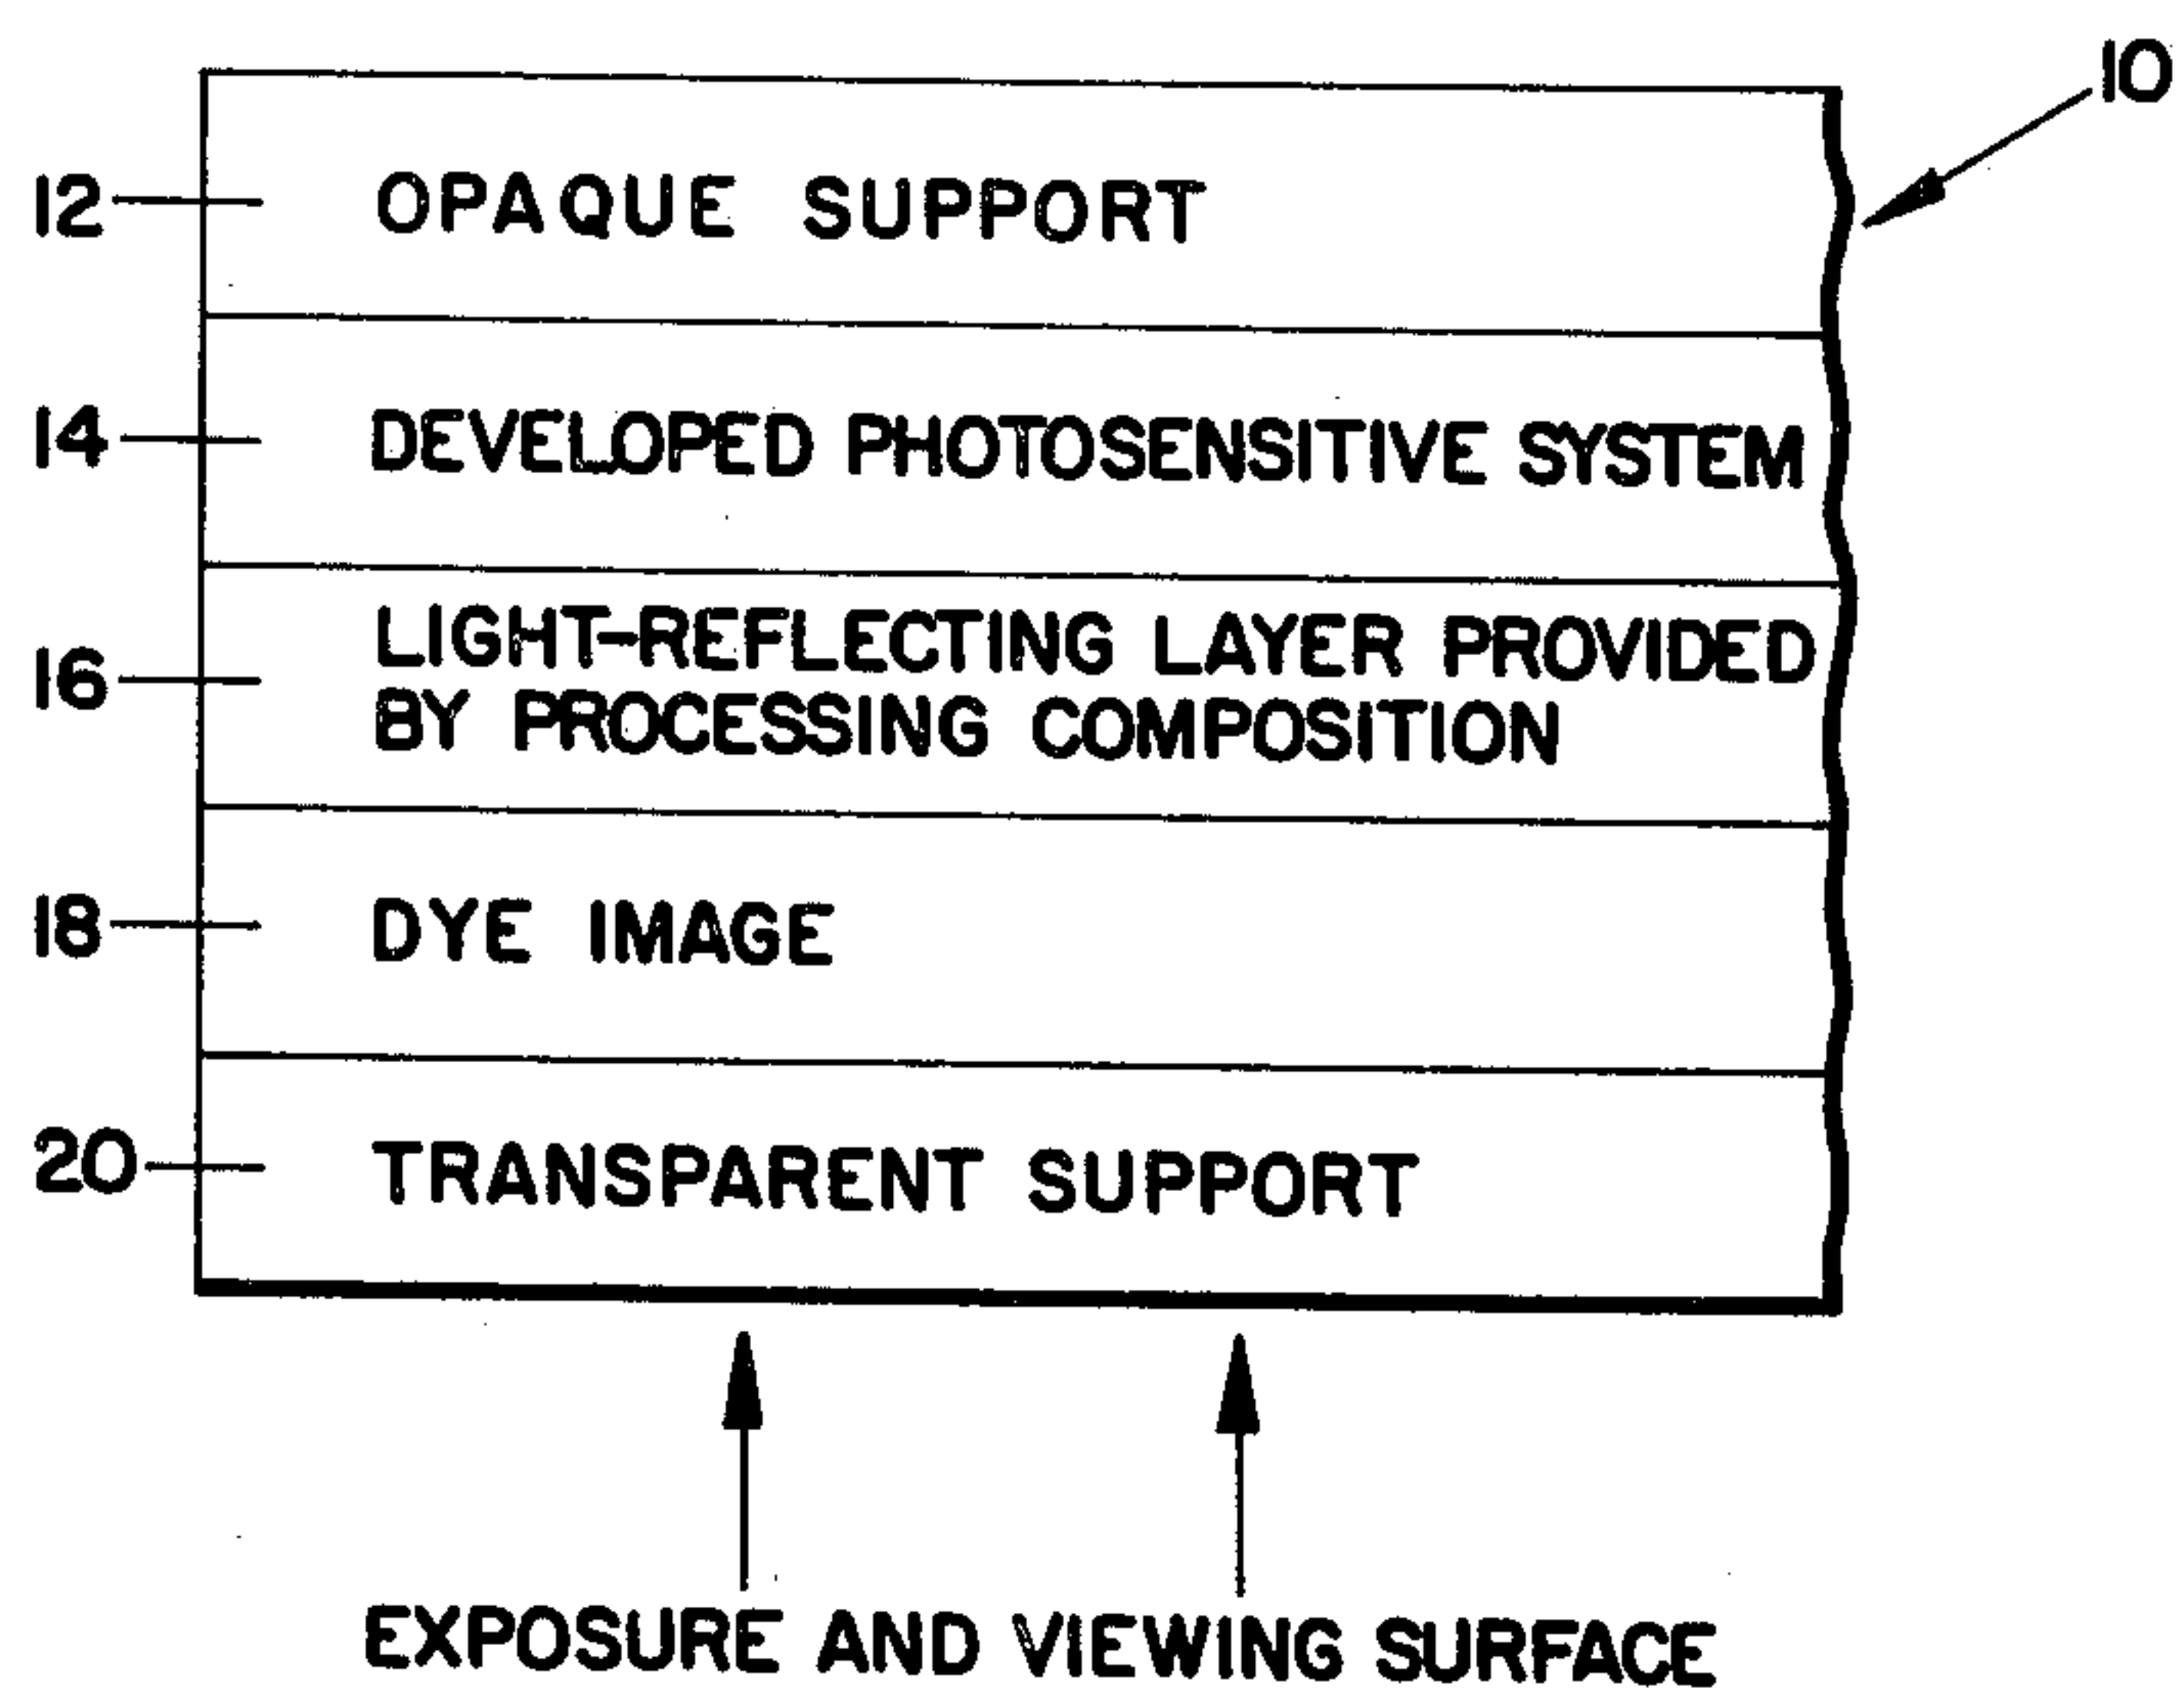 10
12 OPAQUE SUPPORT
14 DEVELOPED PHOTOSENSITIVE SYSTEM
16 LIGHT-REFLECTING LAYER PROVIDED
BY PROCESSING COMPOSITION
18 DYE IMAGE
20 TRANSPARENT SUPPORT
EXPOSURE AND VIEWING SURFACE